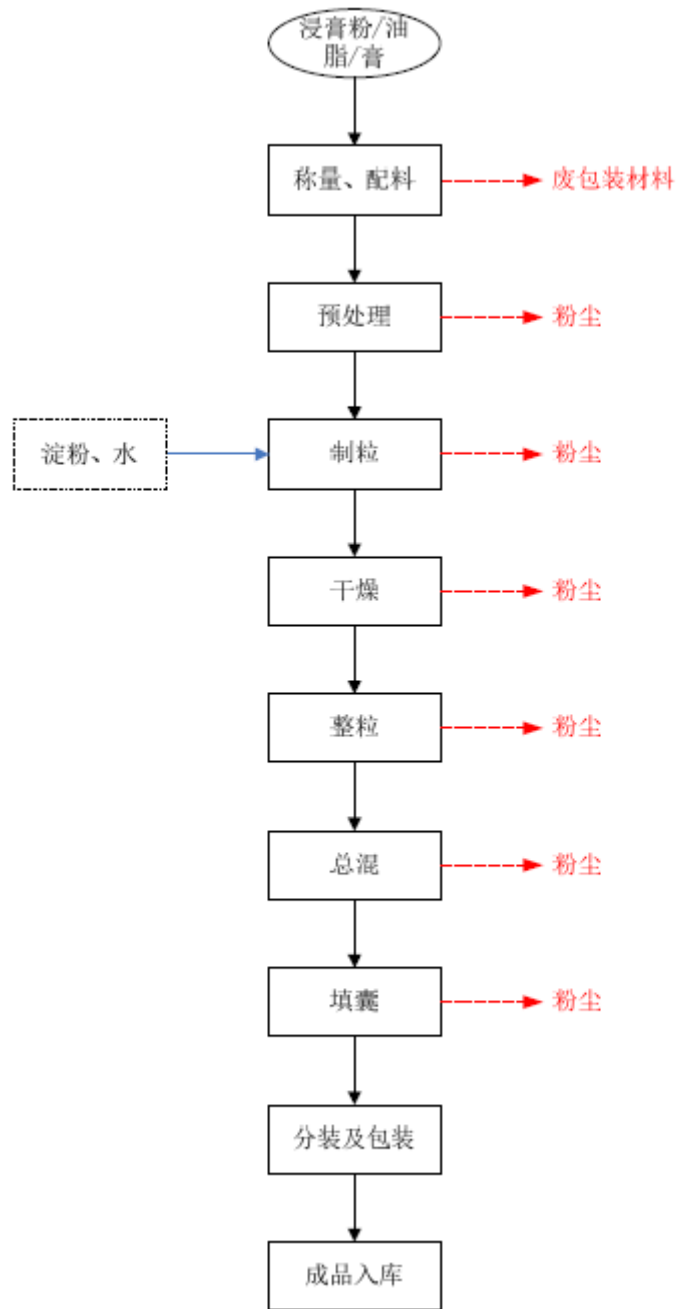 浸膏粉/油
脂/膏
称量、配料
废包装材料
预处理
粉尘
淀粉、水
制粒
粉尘
干燥
粉尘
整粒
粉尘
总混
粉尘
填囊
粉尘
分装及包装
成品入库